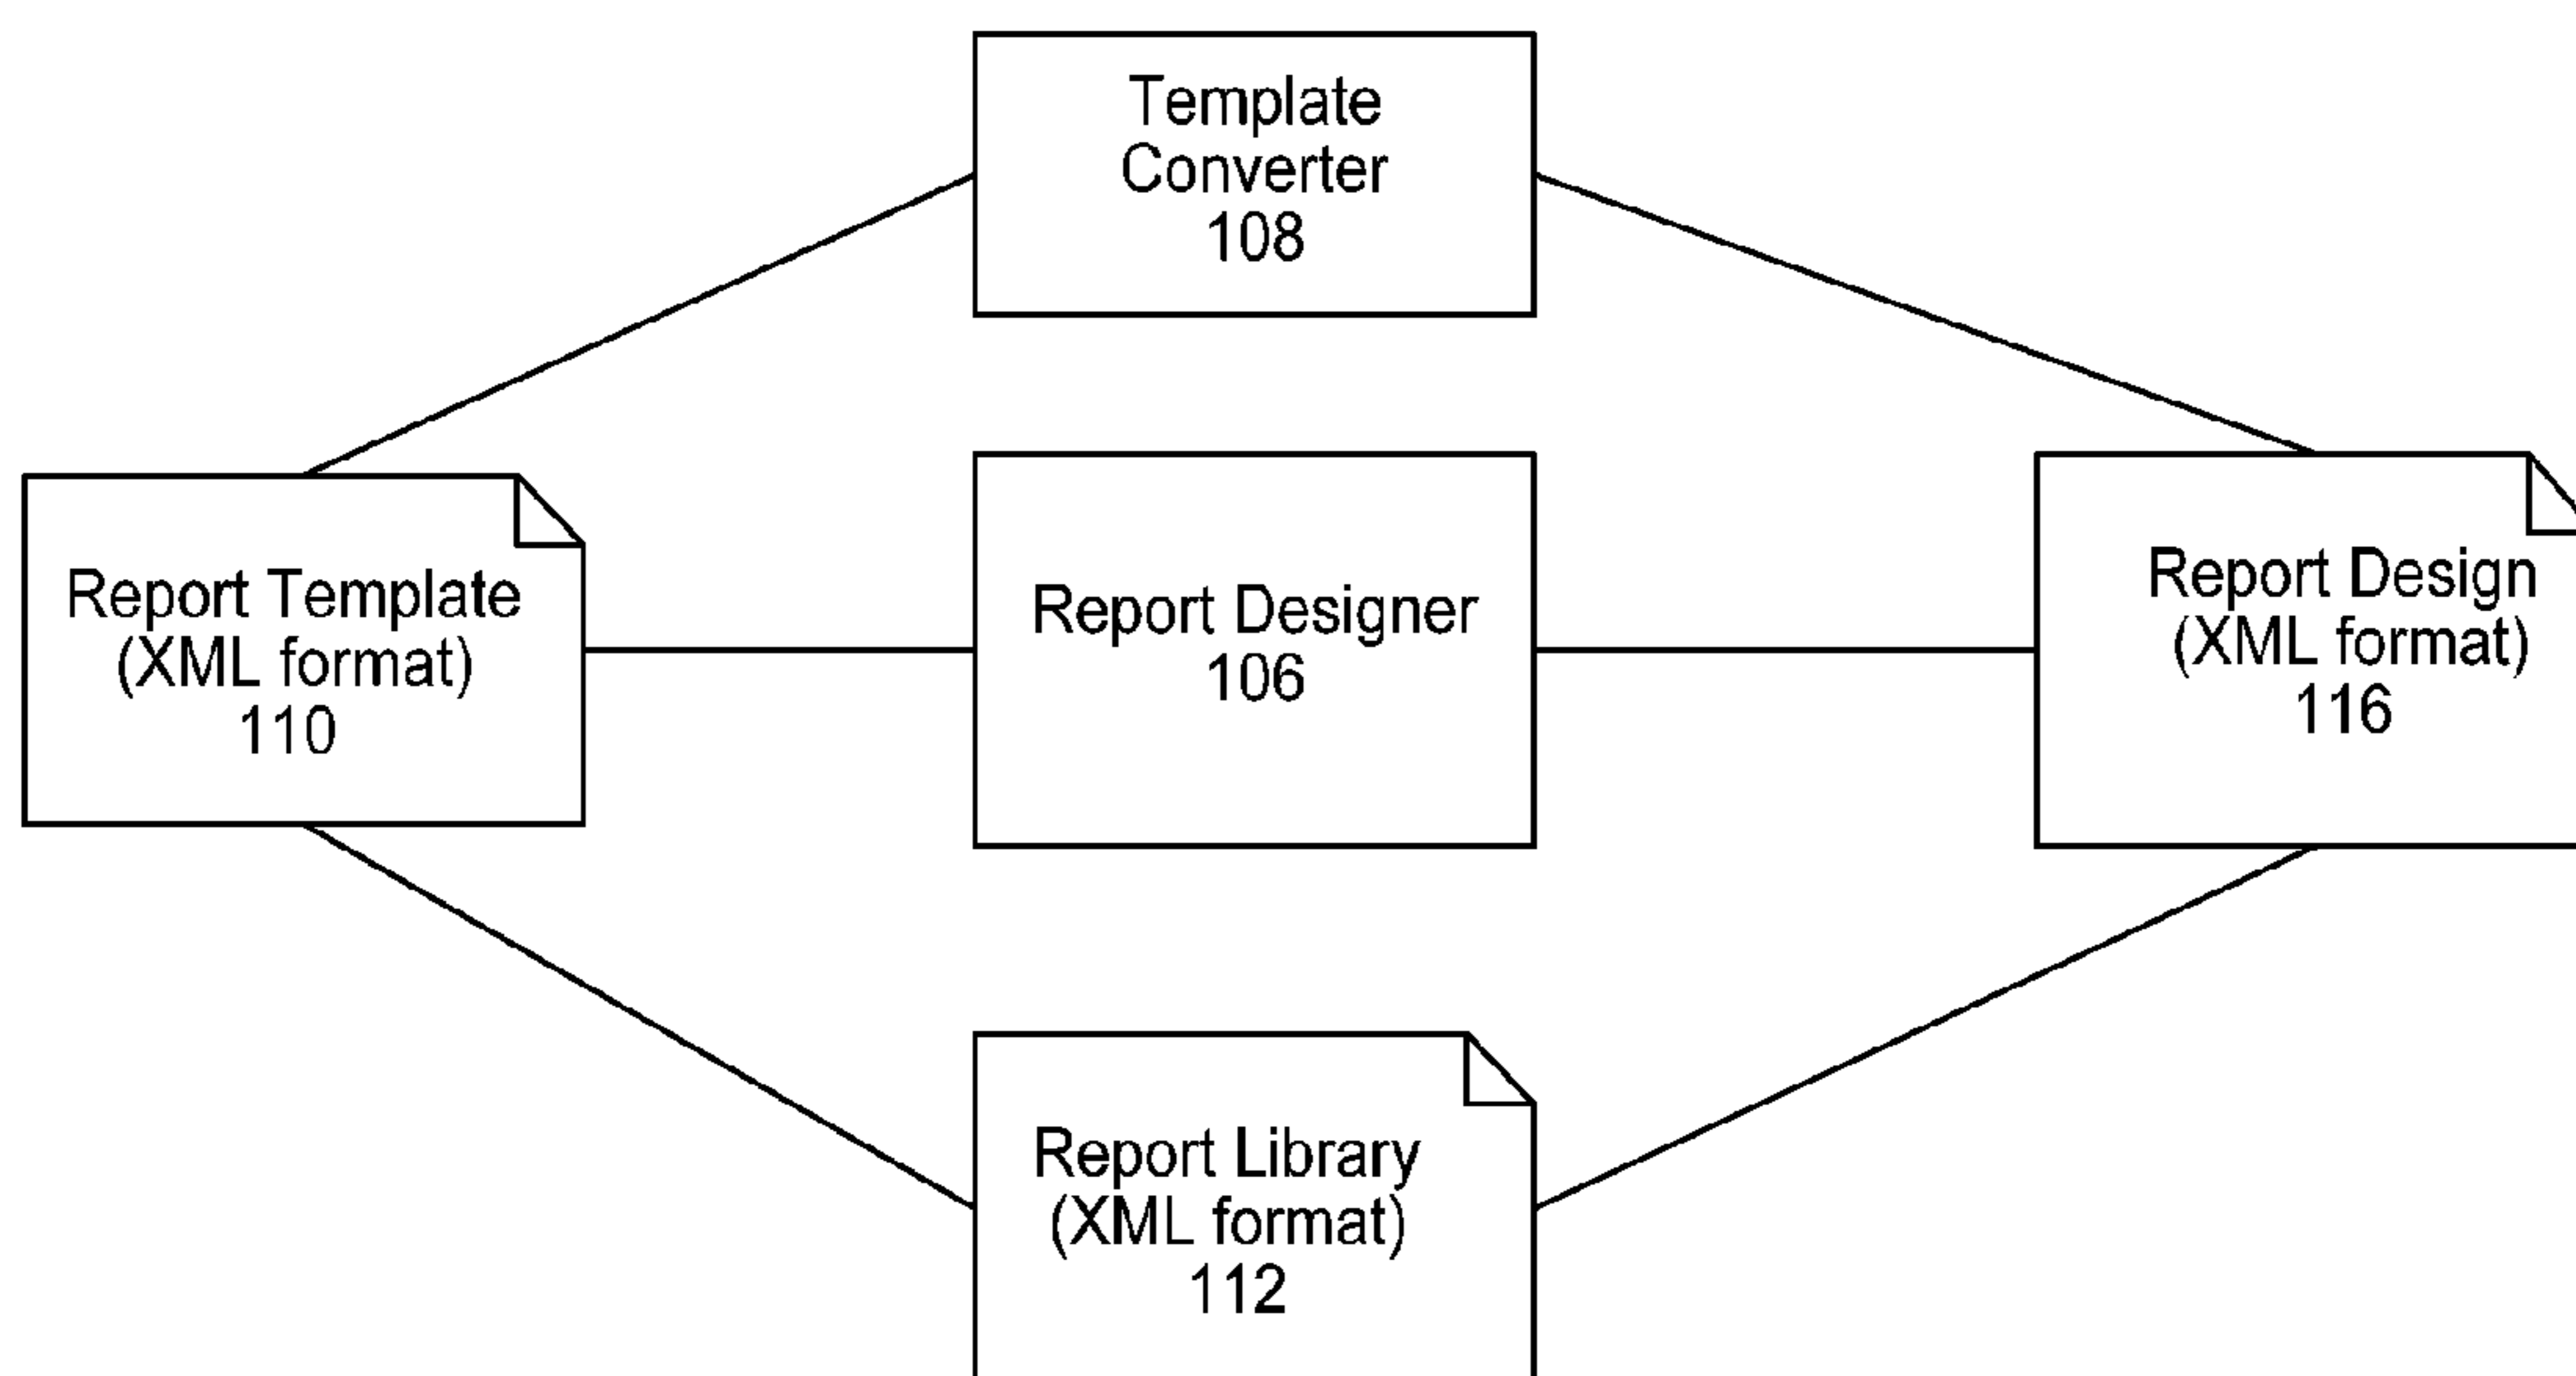 Template
Converter
108
Report Template
(XML format)
110
Report Designer
106
Report Design
(XML format)
116
Report Library
(XML format)
112